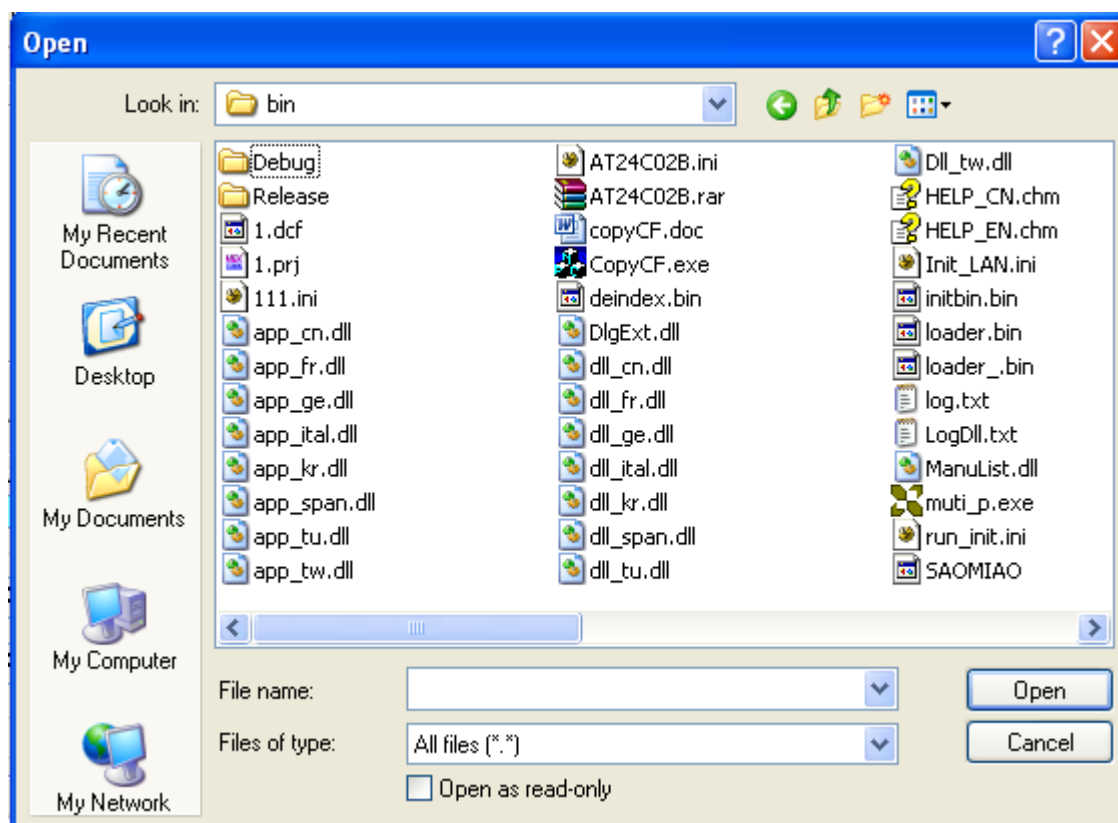 Open
Look in:
bin
My Recent
Documents
Desktop
My Documents
My Computer
My Network
Debug
Release
1.dcf
1.prj
111.ini
app_cn.dll
app_fr.dll
app_ge.dll
app_ital.dll
app_kr.dll
app_span.dll
app_tu.dll
app_tw.dll
AT24C02B.ini
AT24C02B.rar
copyCF.doc
CopyCF.exe
deindex.bin
DlgExt.dll
dll_cn.dll
dll_fr.dll
dll_ge.dll
dll_ital.dll
dll_kr.dll
dll_span.dll
dll_tu.dll
Dll_tw.dll
HELP_CN.chm
HELP_EN.chm
Init_LAN.ini
initbin.bin
loader.bin
loader_.bin
log.txt
LogDll.txt
ManuList.dll
muti_p.exe
run_init.ini
SAOMIAO
File name:
Open
Files of type:
All files (*.*)
Cancel
Open as read-only